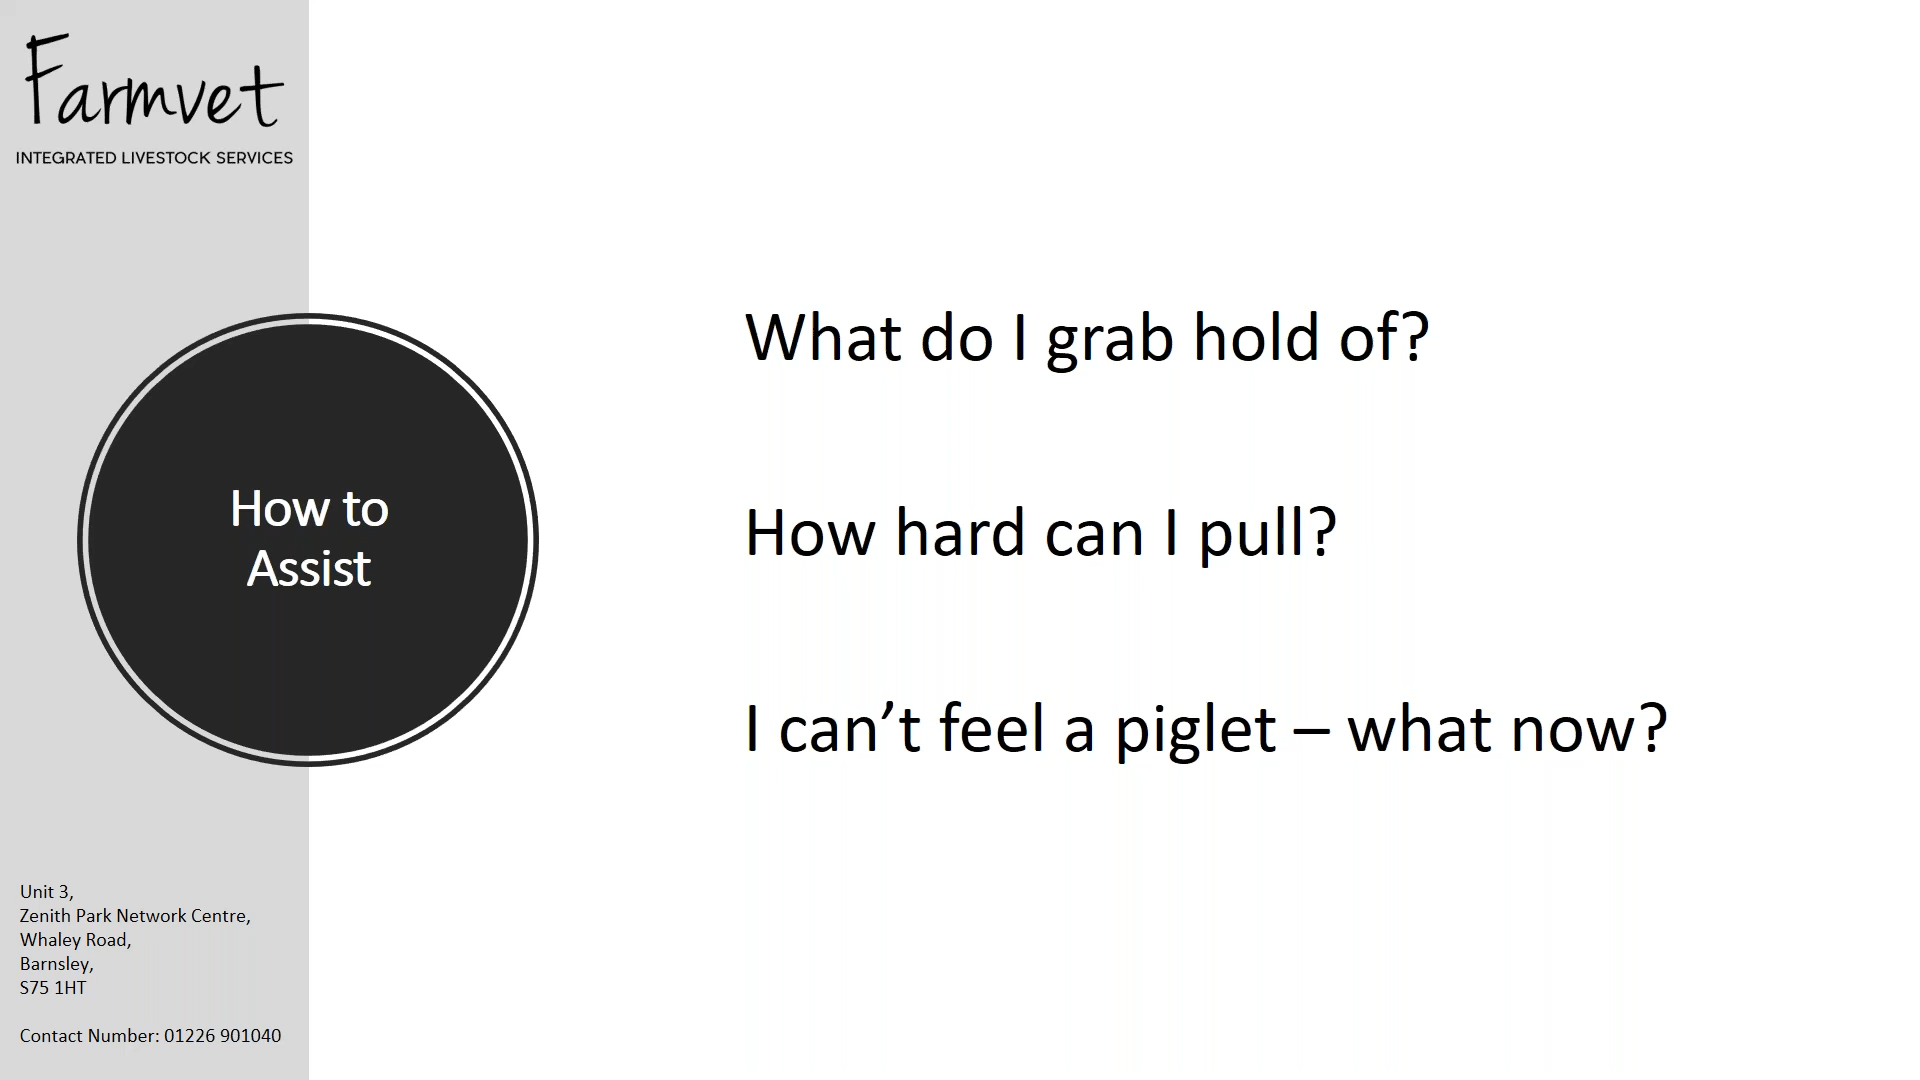 Farmvet
INTEGRATED LIVESTOCK SERVICES
How to
Assist
What do I grab hold of?
How hard can I pull?
I can’t feel a piglet – what now?
Unit 3,
Zenith Park Network Centre,
Whaley Road,
Barnsley,
S75 1HT
Contact Number: 01226 901040